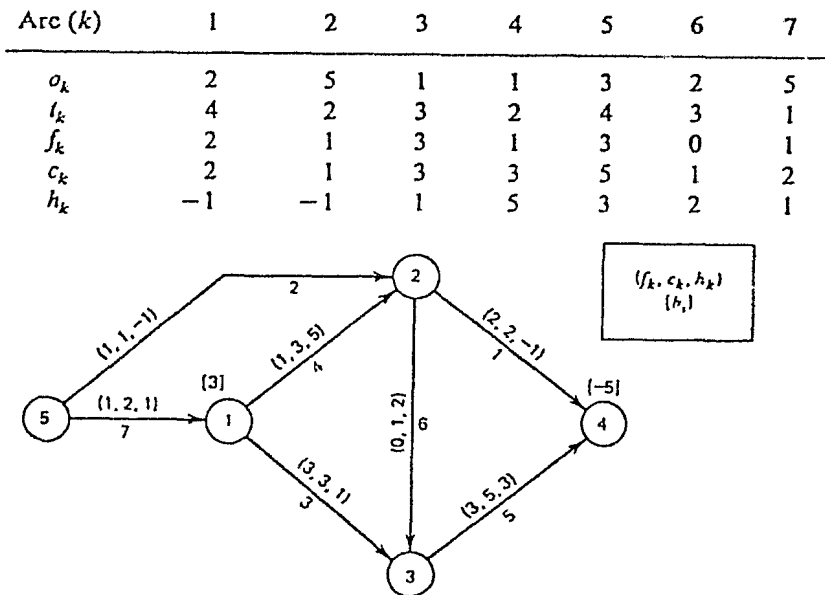 Arc (k) 1 2 3 4 5 6 7
o_k 2 5 1 1 3 2 5
t_k 4 2 3 2 4 3 1
f_k 2 1 3 1 3 0 1
c_k 2 1 3 3 5 1 2
h_k −1 −1 1 5 3 2 1
(f_k, c_k, h_k)
[b_s]
2
2
(1, 1, −1)
(1, 3, 5)
4
(2, 2, −1)
1
[3]
[−5]
5
(1, 2, 1)
7
1
(0, 1, 2)
6
4
(3, 3, 1)
3
(3, 5, 3)
5
3